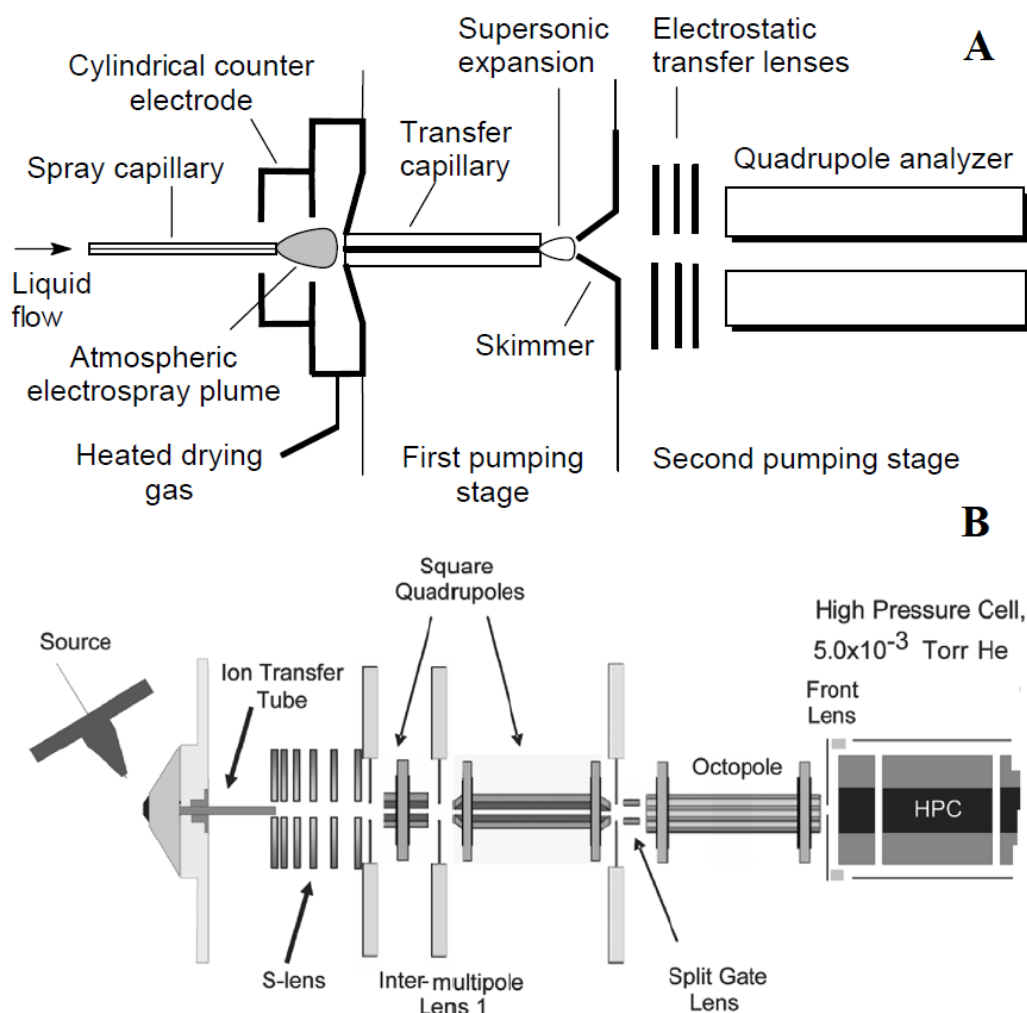 A
Supersonic
expansion
Electrostatic
transfer lenses
Cylindrical counter
electrode
Transfer
capillary
Spray capillary
Quadrupole analyzer
Liquid
flow
Skimmer
Atmospheric
electrospray plume
Heated drying
gas
First pumping
stage
Second pumping stage
B
Square
Quadrupoles
High Pressure Cell,
5.0x10⁻³ Torr He
Source
Ion Transfer
Tube
Front
Lens
Octopole
HPC
S-lens
Inter-multipole
Lens 1
Split Gate
Lens